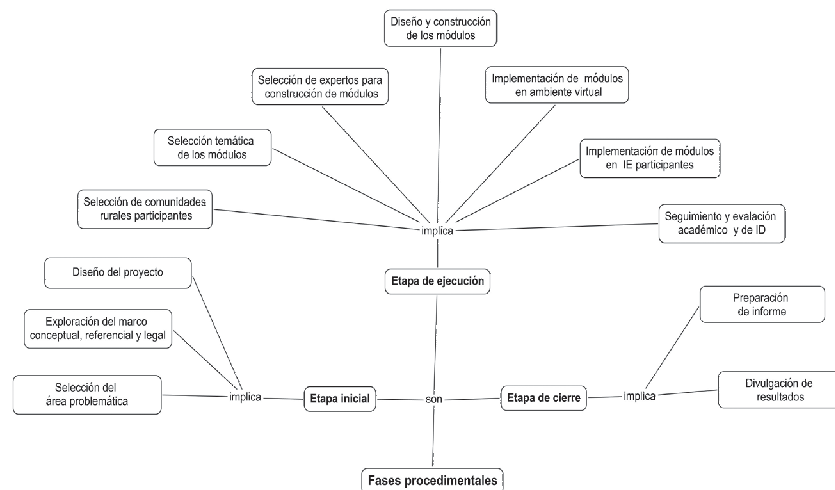 Diseño y construcción
de los módulos
Selección de expertos para
construcción de módulos
Implementación de módulos
en ambiente virtual
Selección temática
de los módulos
Implementación de módulos
en IE participantes
Selección de comunidades
rurales participantes
Seguimiento y evalación
académico y de ID
implica
Etapa de ejecución
Diseño del proyecto
Exploración del marco
conceptual, referencial y legal
Selección del
área problemática
implica
Etapa inicial
son
Etapa de cierre
implica
Preparación
de informe
Divulgación de
resultados
Fases procedimentales